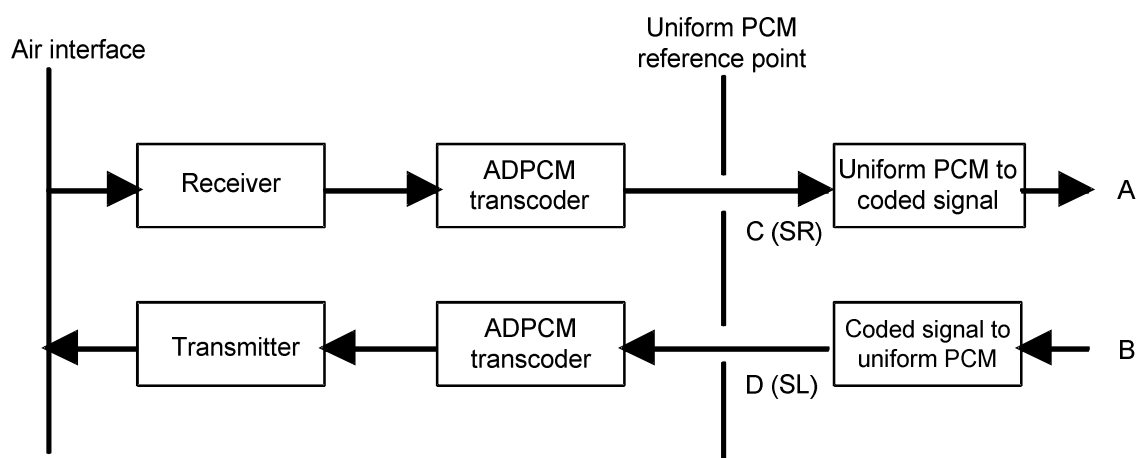 Uniform PCM
reference point
Air interface
Receiver
ADPCM
transcoder
Uniform PCM to
coded signal
A
C (SR)
Transmitter
ADPCM
transcoder
Coded signal to
uniform PCM
B
D (SL)